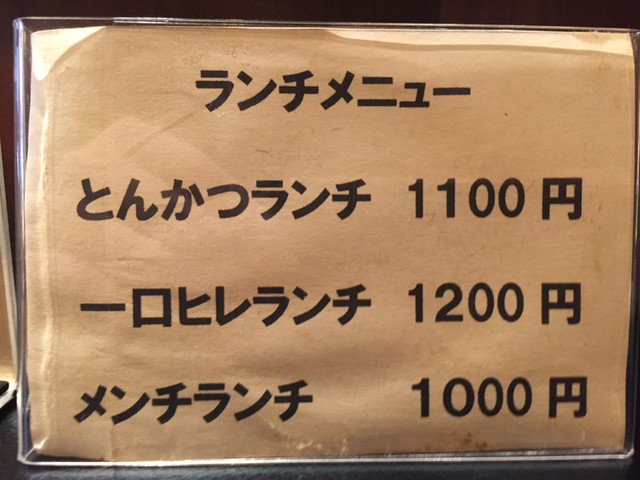 ランチメニュー
とんかつランチ 1100円
一口ヒレランチ 1200円
メンチランチ 1000円